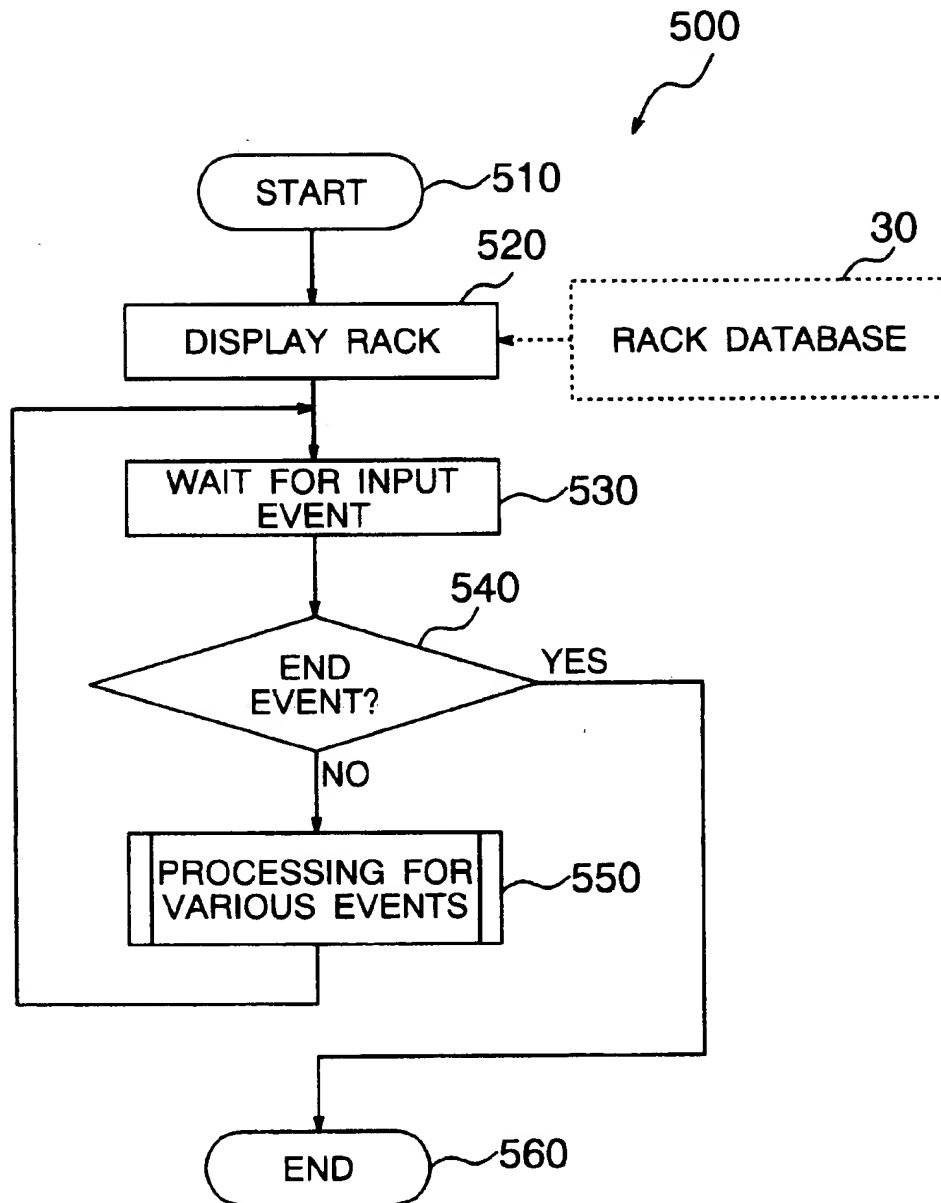 500
START
510
520
30
DISPLAY RACK
RACK DATABASE
WAIT FOR INPUT
EVENT
530
540
END
EVENT?
YES
NO
PROCESSING FOR
VARIOUS EVENTS
550
END
560